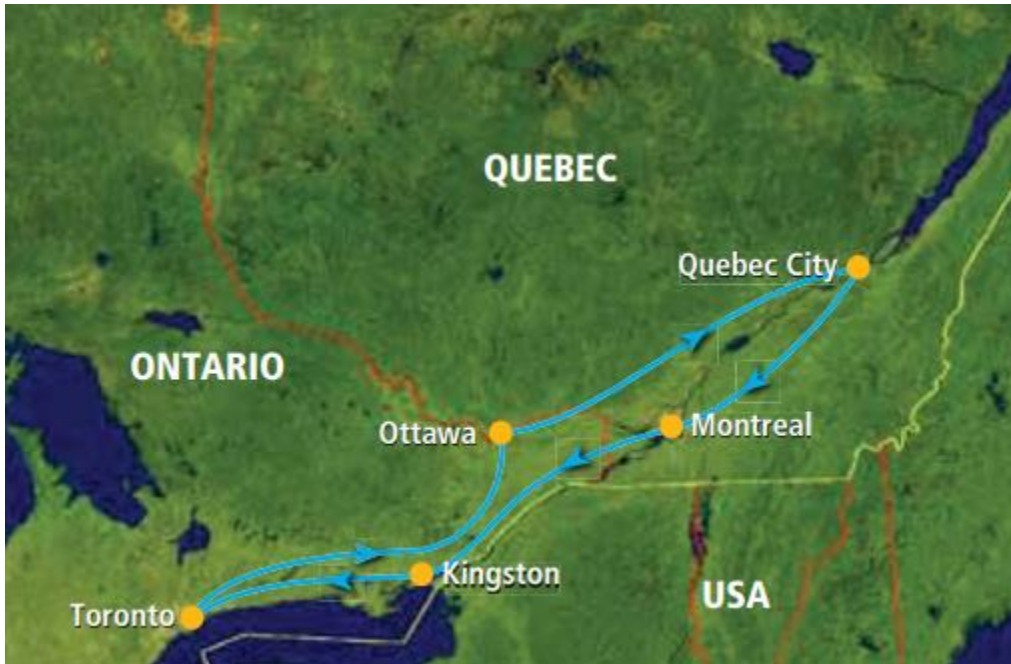 QUEBEC
Quebec City
ONTARIO
Ottawa
Montreal
Kingston
USA
Toronto